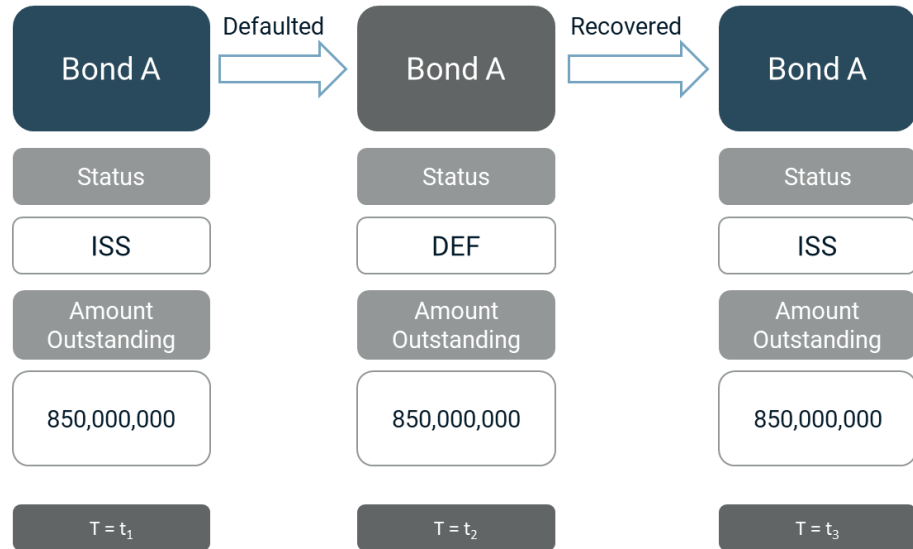 Defaulted
Recovered
Bond A
Bond A
Bond A
Status
Status
Status
ISS
DEF
ISS
Amount
Outstanding
Amount
Outstanding
Amount
Outstanding
850,000,000
850,000,000
850,000,000
T = t₁
T = t₂
T = t₃